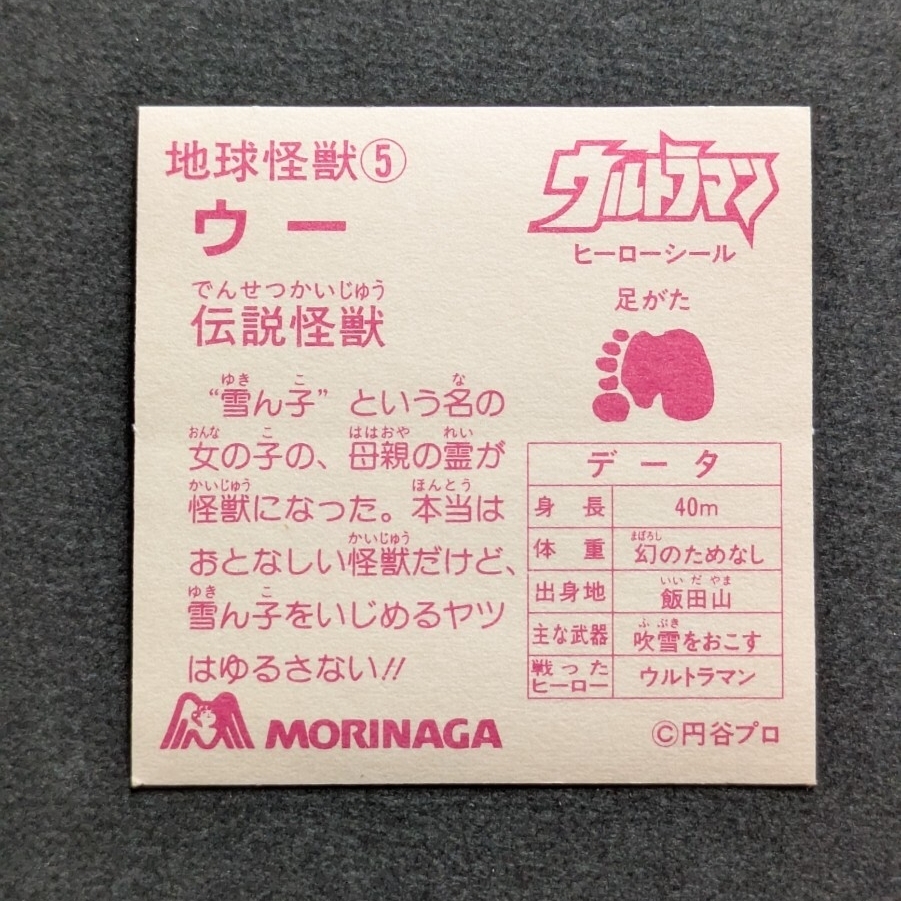 地球怪獣⑤
ウー
でんせつかいじゅう
伝説怪獣
ゆき こ な
“雪ん子” という名の
おんな こ ははおや れい
女の子の、母親の霊が
かいじゅう ほんとう
怪獣になった。本当は
かいじゅう
おとなしい怪獣だけど、
ゆき こ
雪ん子をいじめるヤツ
はゆるさない!!
MORINAGA
ウルトラマン
ヒーローシール
足がた
データ
身長 40m
まぼろし
体重 幻のためなし
いいだやま
出身地 飯田山
ふぶき
主な武器 吹雪をおこす
戦った
ヒーロー ウルトラマン
©円谷プロ